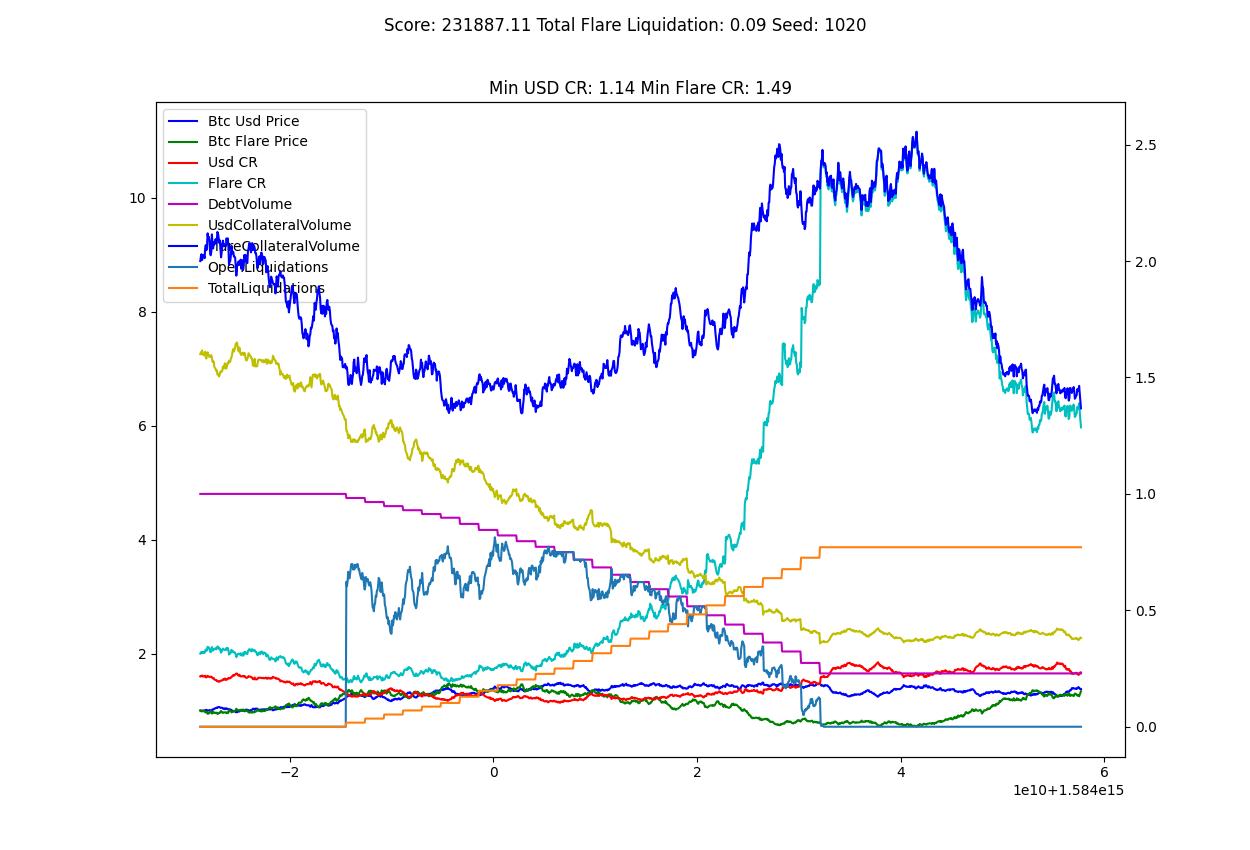 Score: 231887.11 Total Flare Liquidation: 0.09 Seed: 1020
Min USD CR: 1.14 Min Flare CR: 1.49
Btc Usd Price
Btc Flare Price
Usd CR
Flare CR
DebtVolume
UsdCollateralVolume
FlareCollateralVolume
OpenLiquidations
TotalLiquidations
10
8
6
4
2
2.5
2.0
1.5
1.0
0.5
0.0
−2
0
2
4
6
1e10+1.584e15